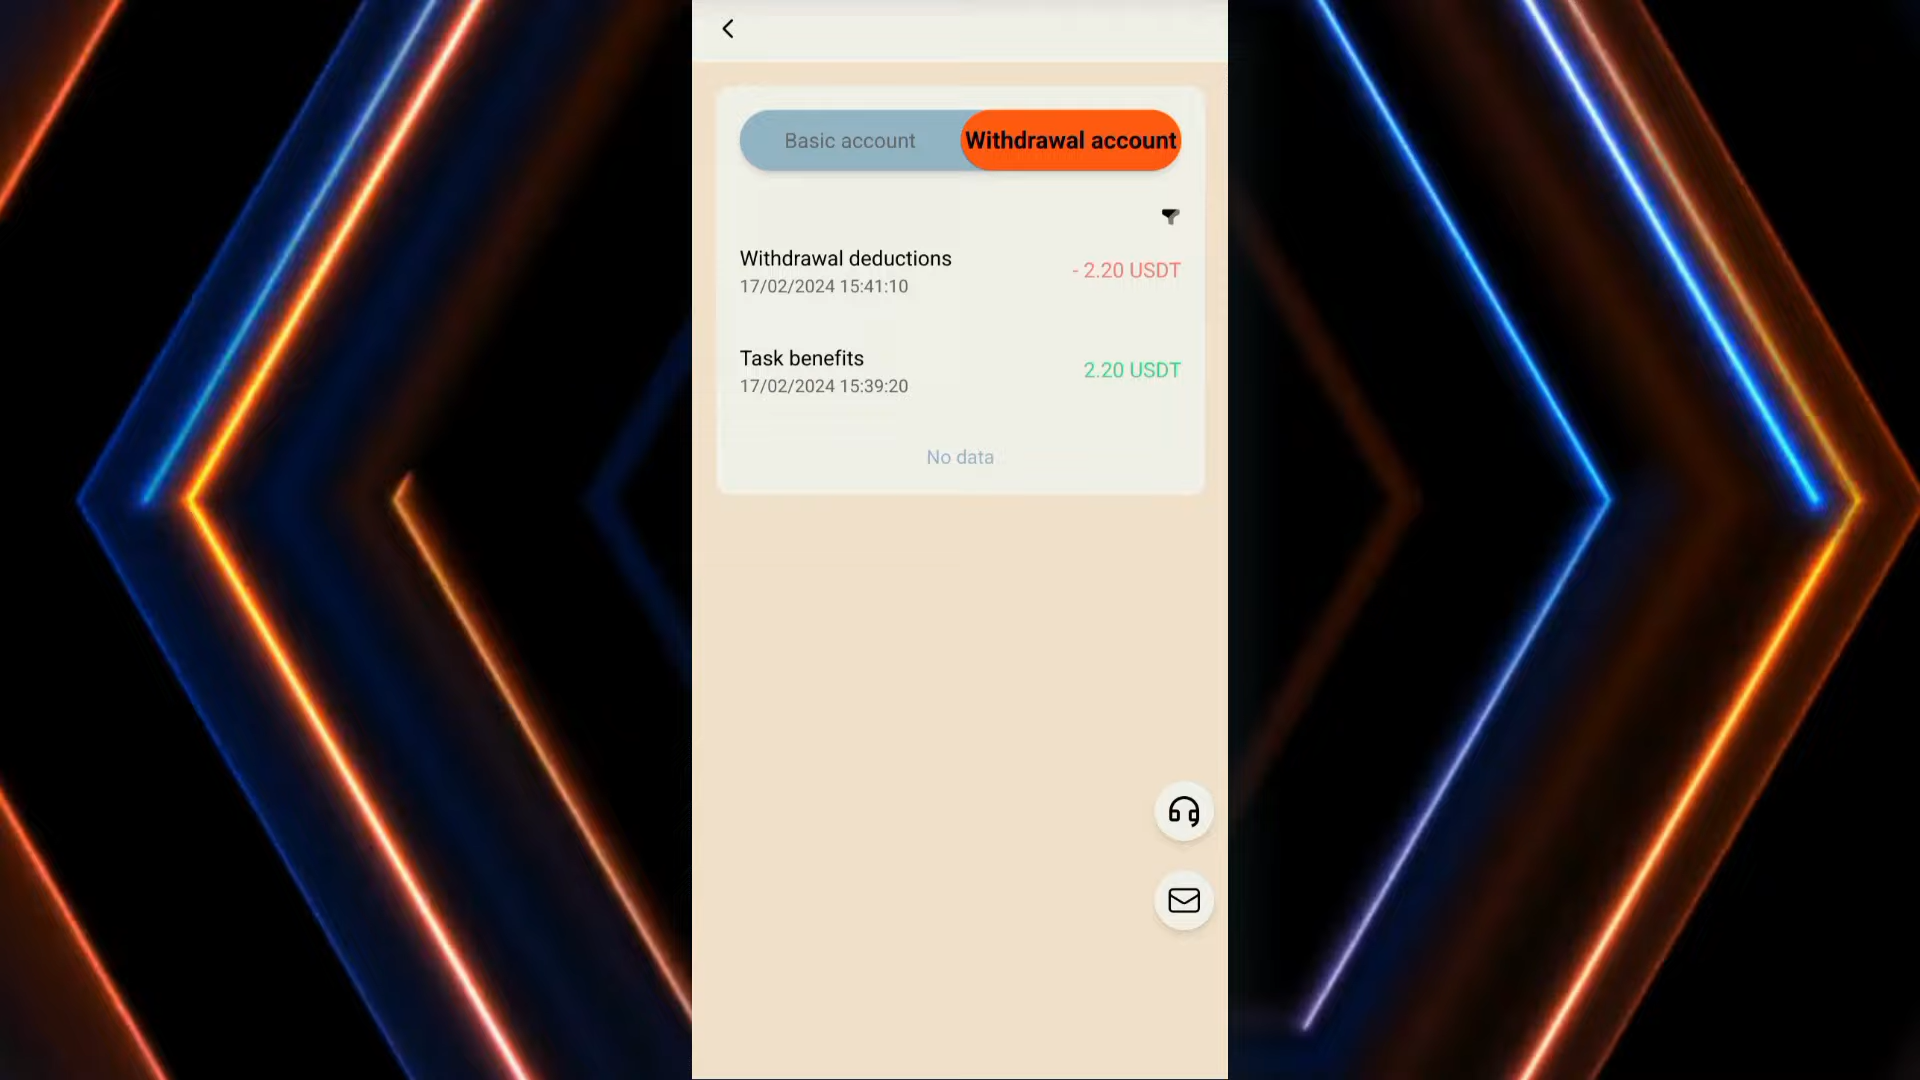 Basic account
Withdrawal account
Withdrawal deductions
- 2.20 USDT
17/02/2024 15:41:10
Task benefits
2.20 USDT
17/02/2024 15:39:20
No data